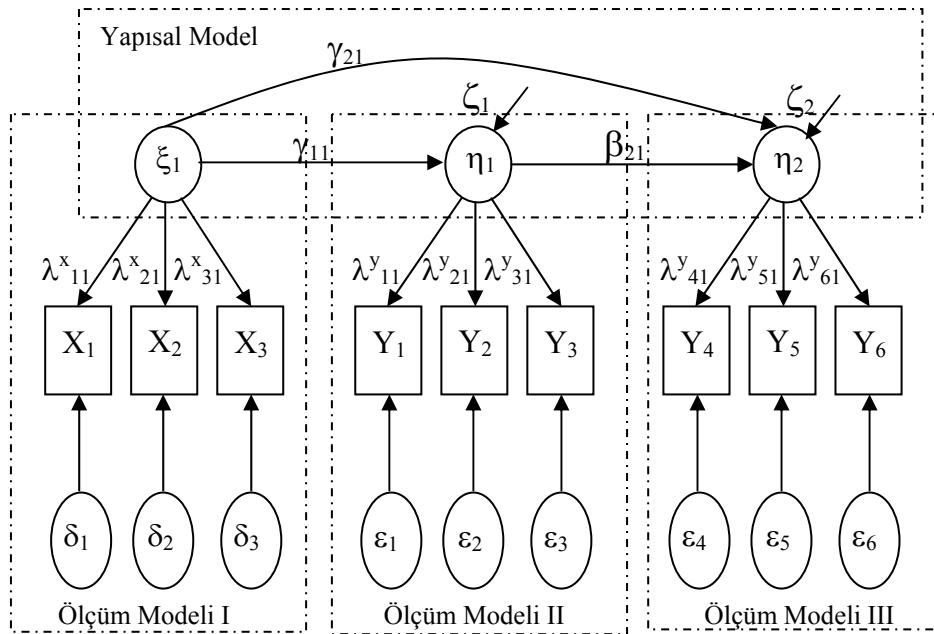 Yapısal Model
γ₂₁
ζ₁ ζ₂
ξ₁ γ₁₁ η₁ β₂₁ η₂
λˣ₁₁ λˣ₂₁ λˣ₃₁ λʸ₁₁ λʸ₂₁ λʸ₃₁ λʸ₄₁ λʸ₅₁ λʸ₆₁
X₁ X₂ X₃ Y₁ Y₂ Y₃ Y₄ Y₅ Y₆
δ₁ δ₂ δ₃ ε₁ ε₂ ε₃ ε₄ ε₅ ε₆
Ölçüm Modeli I Ölçüm Modeli II Ölçüm Modeli III